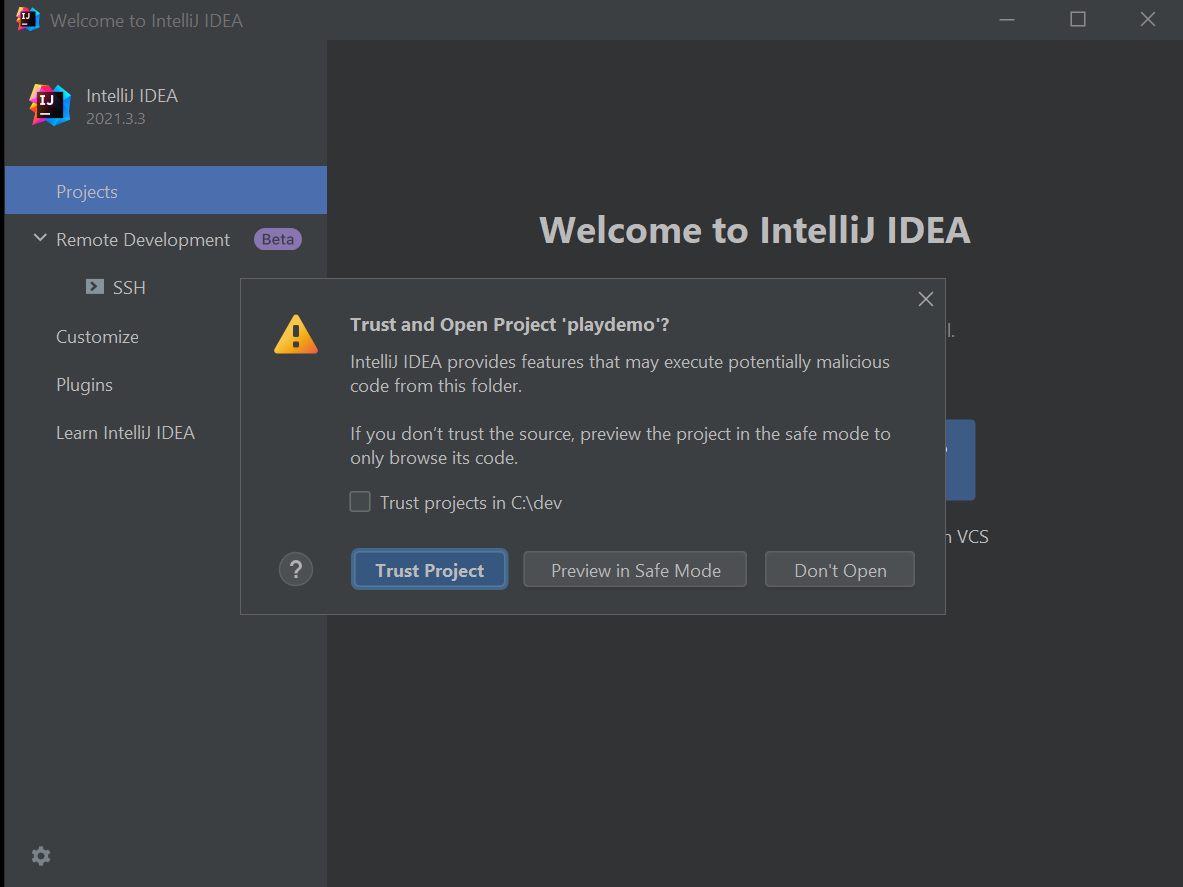 Welcome to IntelliJ IDEA
IntelliJ IDEA
2021.3.3
Projects
Remote Development Beta
SSH
Customize
Plugins
Learn IntelliJ IDEA
Welcome to IntelliJ IDEA
Trust and Open Project 'playdemo'?
IntelliJ IDEA provides features that may execute potentially malicious
code from this folder.
If you don’t trust the source, preview the project in the safe mode to
only browse its code.
Trust projects in C:\dev
?
Trust Project
Preview in Safe Mode
Don't Open
VCS